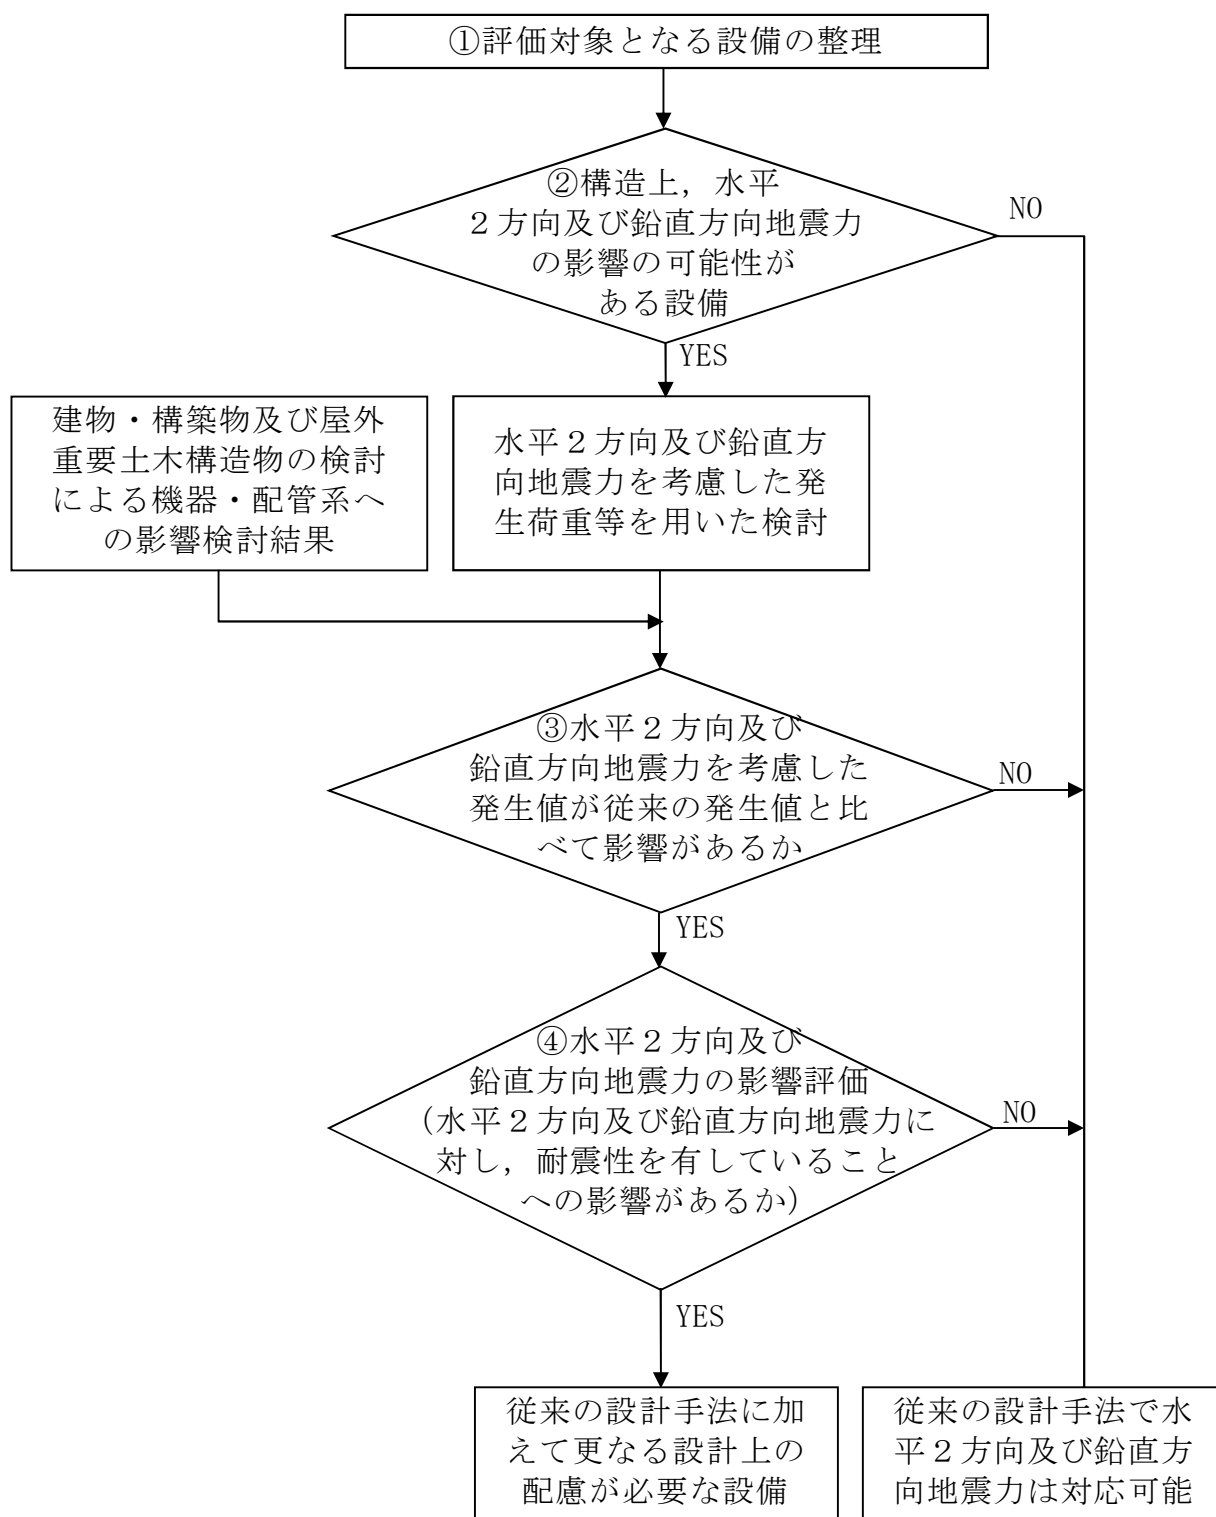 ①評価対象となる設備の整理
②構造上，水平
２方向及び鉛直方向地震力
の影響の可能性が
ある設備
NO
YES
建物・構築物及び屋外
重要土木構造物の検討
による機器・配管系へ
の影響検討結果
水平２方向及び鉛直方
向地震力を考慮した発
生荷重等を用いた検討
③水平２方向及び
鉛直方向地震力を考慮した
発生値が従来の発生値と比
べて影響があるか
NO
YES
④水平２方向及び
鉛直方向地震力の影響評価
（水平２方向及び鉛直方向地震力に
対し，耐震性を有していること
への影響があるか）
NO
YES
従来の設計手法に加
えて更なる設計上の
配慮が必要な設備
従来の設計手法で水
平２方向及び鉛直方
向地震力は対応可能